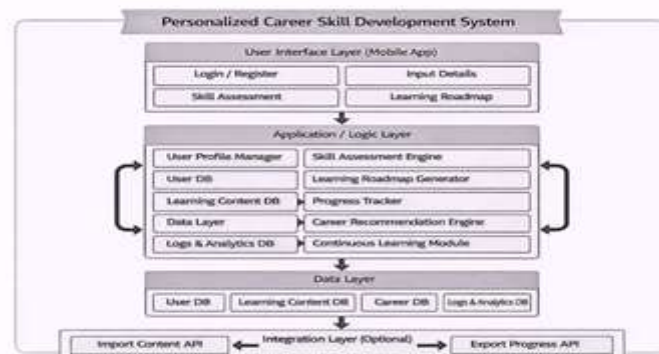 Personalized Career Skill Development System
User Interface Layer (Mobile App)
Login / Register
Input Details
Skill Assessment
Learning Roadmap
Application / Logic Layer
User Profile Manager
Skill Assessment Engine
User DB
Learning Roadmap Generator
Learning Content DB
Progress Tracker
Data Layer
Career Recommendation Engine
Logs & Analytics DB
Continuous Learning Module
Data Layer
User DB
Learning Content DB
Career DB
Logs & Analytics DB
Integration Layer (Optional)
Import Content API
Export Progress API